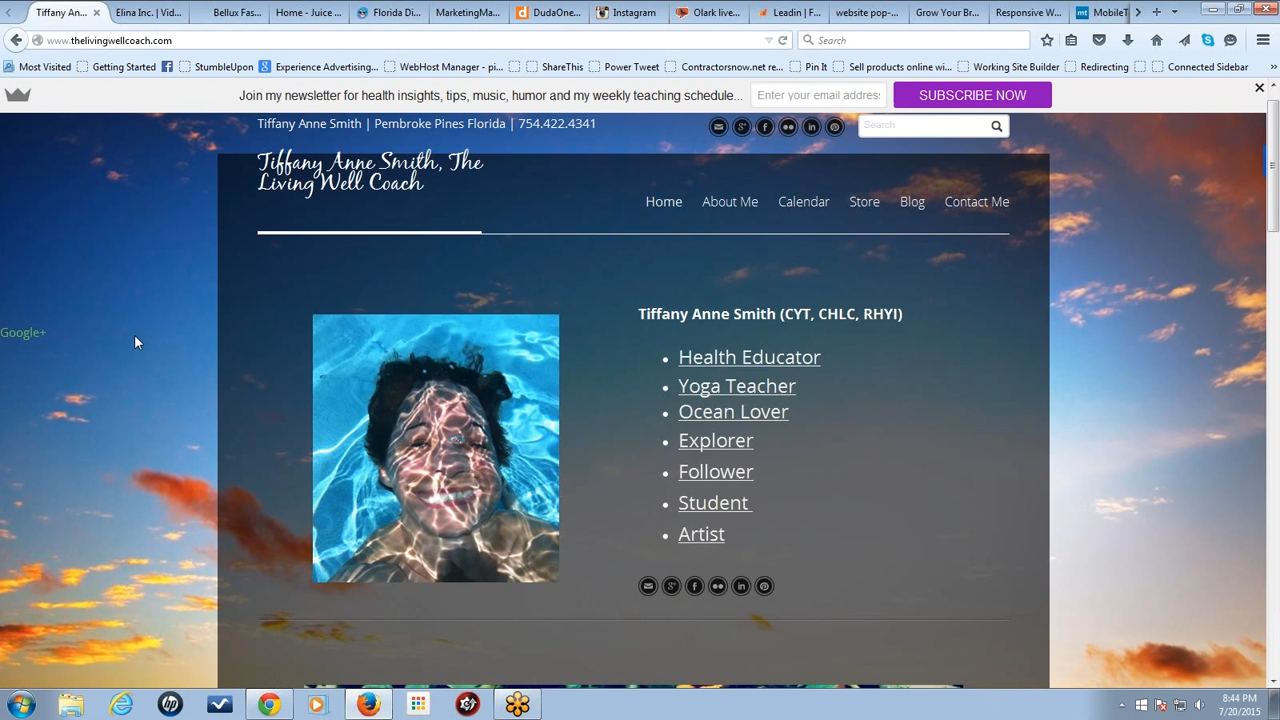 Tiffany An...
Elina Inc. | Vid...
Bellux Fas...
Home - Juice ...
Florida Di...
MarketingMa...
DudaOne...
Instagram
Olark live...
Leadin | F...
website pop-...
Grow Your Br...
Responsive W...
MobileT
www.thelivingwellcoach.com
Search
Most Visited
Getting Started
StumbleUpon
Experience Advertising...
WebHost Manager - pi...
ShareThis
Power Tweet
Contractorsnow.net re...
Pin It
Sell products online wi...
Working Site Builder
Redirecting
Connected Sidebar
Join my newsletter for health insights, tips, music, humor and my weekly teaching schedule...
Enter your email address
SUBSCRIBE NOW
Tiffany Anne Smith | Pembroke Pines Florida | 754.422.4341
Search
Tiffany Anne Smith, The
Living Well Coach
Home
About Me
Calendar
Store
Blog
Contact Me
Google+
Tiffany Anne Smith (CYT, CHLC, RHYI)
Health Educator
Yoga Teacher
Ocean Lover
Explorer
Follower
Student
Artist
8:44 PM
7/20/2015